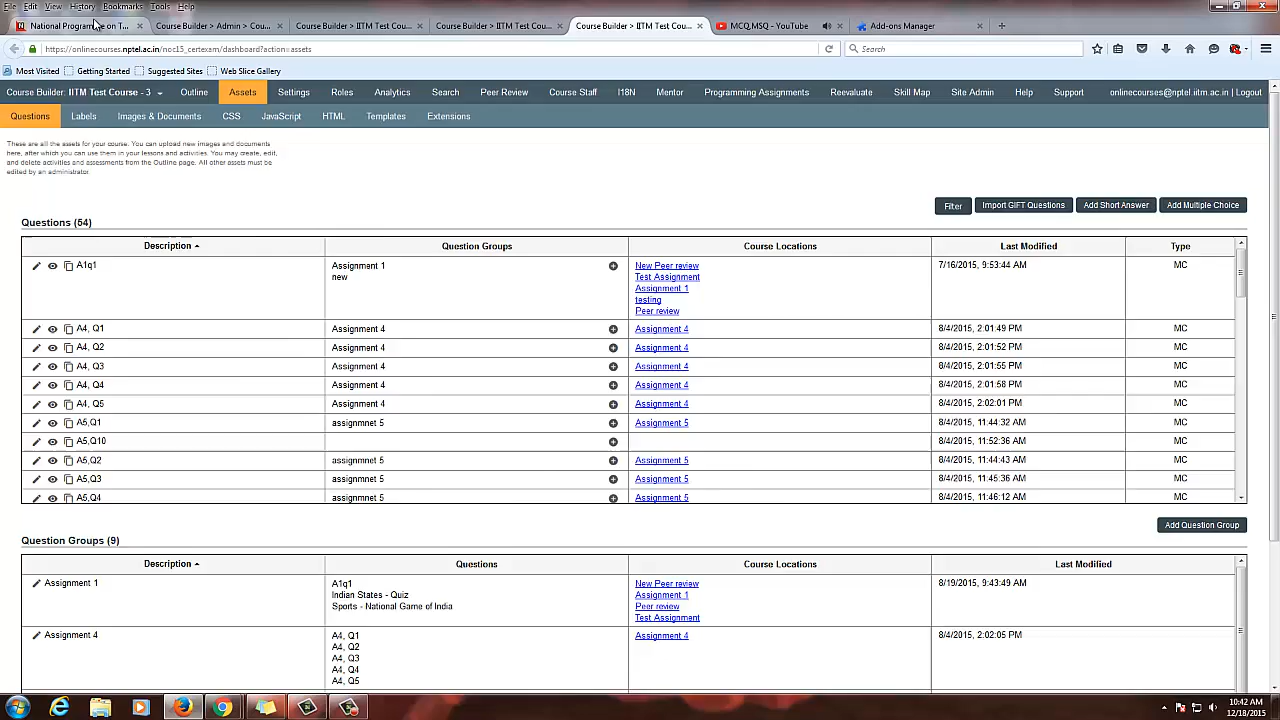 File Edit View History Bookmarks Tools Help
National Programme on T... Course Builder > Admin > Cou... Course Builder > IITM Test Cour... Course Builder > IITM Test Cour... Course Builder > IITM Test Cour... MCQ,MSQ - YouTube Add-ons Manager
https://onlinecourses.nptel.ac.in/noc15_certexam/dashboard?action=assets Search
Most Visited Getting Started Suggested Sites Web Slice Gallery
Course Builder: IITM Test Course - 3 Outline Assets Settings Roles Analytics Search Peer Review Course Staff I18N Mentor Programming Assignments Reevaluate Skill Map Site Admin Help Support onlinecourses@nptel.iitm.ac.in | Logout
Questions Labels Images & Documents CSS JavaScript HTML Templates Extensions
These are all the assets for your course. You can upload new images and documents
here, after which you can use them in your lessons and activities. You may create, edit,
and delete activities and assessments from the Outline page. All other assets must be
edited by an administrator.
Filter Import GIFT Questions Add Short Answer Add Multiple Choice
Questions (54)
Description Question Groups Course Locations Last Modified Type
A1q1 Assignment 1 New Peer review 7/16/2015, 9:53:44 AM MC
new Test Assignment
Assignment 1
testing
Peer review
A4, Q1 Assignment 4 Assignment 4 8/4/2015, 2:01:49 PM MC
A4, Q2 Assignment 4 Assignment 4 8/4/2015, 2:01:52 PM MC
A4, Q3 Assignment 4 Assignment 4 8/4/2015, 2:01:55 PM MC
A4, Q4 Assignment 4 Assignment 4 8/4/2015, 2:01:58 PM MC
A4, Q5 Assignment 4 Assignment 4 8/4/2015, 2:02:01 PM MC
A5,Q1 assignmnet 5 Assignment 5 8/4/2015, 11:44:32 AM MC
A5,Q10 8/4/2015, 11:52:36 AM MC
A5,Q2 assignmnet 5 Assignment 5 8/4/2015, 11:44:43 AM MC
A5,Q3 assignmnet 5 Assignment 5 8/4/2015, 11:45:36 AM MC
A5,Q4 assignmnet 5 Assignment 5 8/4/2015, 11:46:12 AM MC
Add Question Group
Question Groups (9)
Description Questions Course Locations Last Modified
Assignment 1 A1q1 New Peer review 8/19/2015, 9:43:49 AM
Indian States - Quiz Assignment 1
Sports - National Game of India Peer review
Test Assignment
Assignment 4 A4, Q1 Assignment 4 8/4/2015, 2:02:05 PM
A4, Q2
A4, Q3
A4, Q4
A4, Q5
10:42 AM
12/18/2015